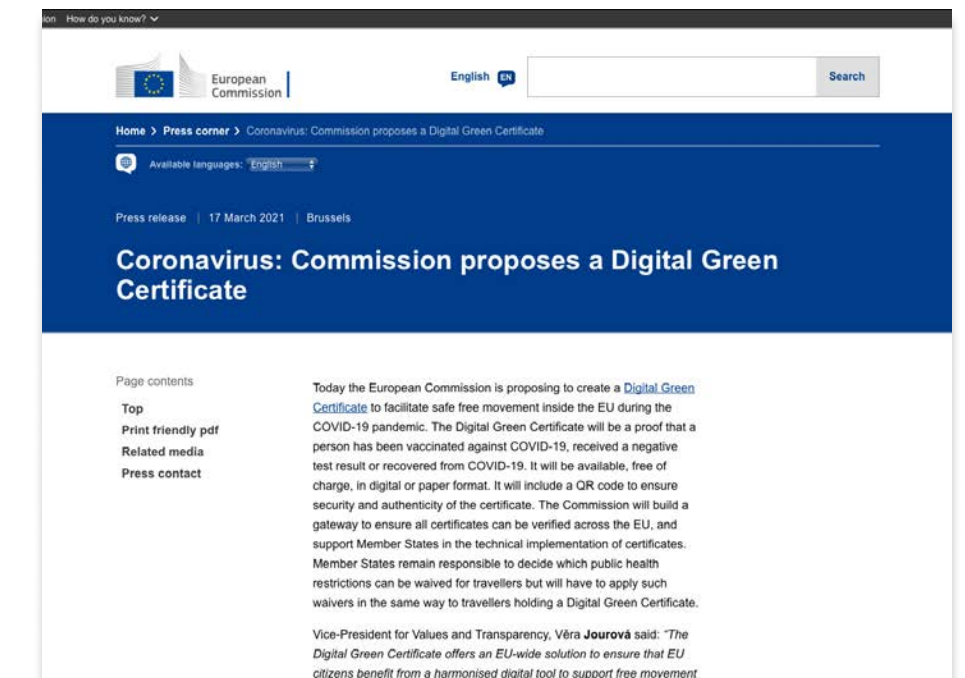 ion How do you know?
European
Commission
English EN
Search
Home > Press corner > Coronavirus: Commission proposes a Digital Green Certificate
Available languages: English
Press release | 17 March 2021 | Brussels
Coronavirus: Commission proposes a Digital Green
Certificate
Page contents
Top
Print friendly pdf
Related media
Press contact
Today the European Commission is proposing to create a Digital Green
Certificate to facilitate safe free movement inside the EU during the
COVID-19 pandemic. The Digital Green Certificate will be a proof that a
person has been vaccinated against COVID-19, received a negative
test result or recovered from COVID-19. It will be available, free of
charge, in digital or paper format. It will include a QR code to ensure
security and authenticity of the certificate. The Commission will build a
gateway to ensure all certificates can be verified across the EU, and
support Member States in the technical implementation of certificates.
Member States remain responsible to decide which public health
restrictions can be waived for travellers but will have to apply such
waivers in the same way to travellers holding a Digital Green Certificate.
Vice-President for Values and Transparency, Věra Jourová said: "The
Digital Green Certificate offers an EU-wide solution to ensure that EU
citizens benefit from a harmonised digital tool to support free movement